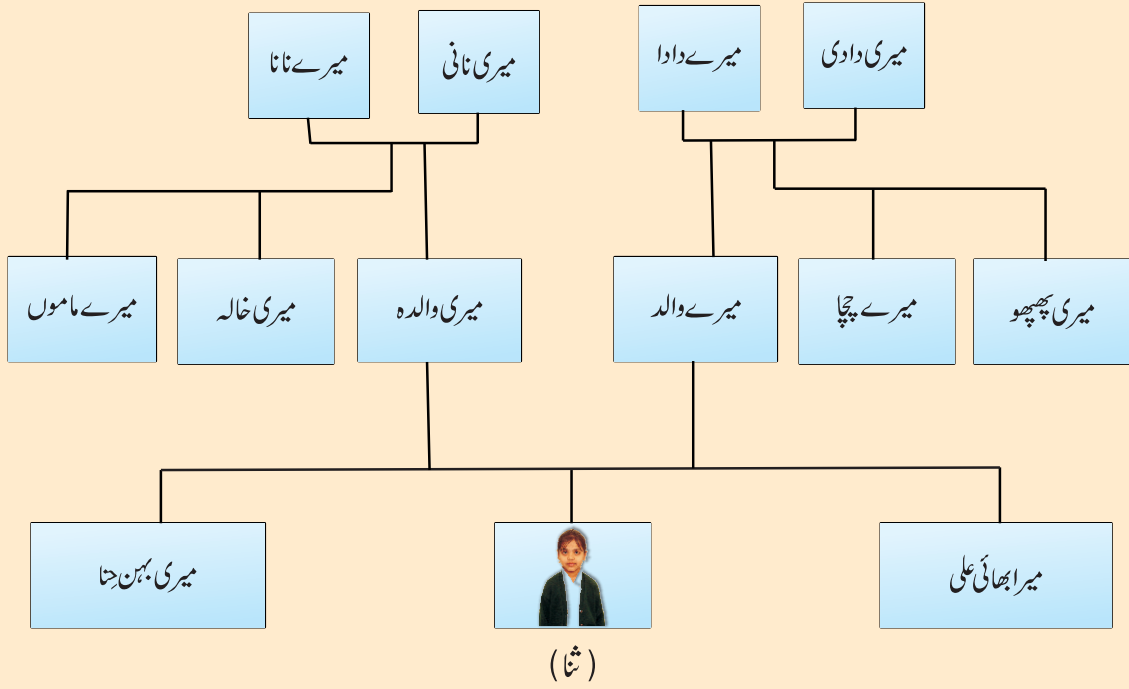 میری دادی
میرے دادا
میری نانی
میرے نانا
میری پھپھو
میرے چچا
میرے والد
میری والدہ
میری خالہ
میرے ماموں
میرا بھائی علی
میری بہن حِنا
(ثنا)